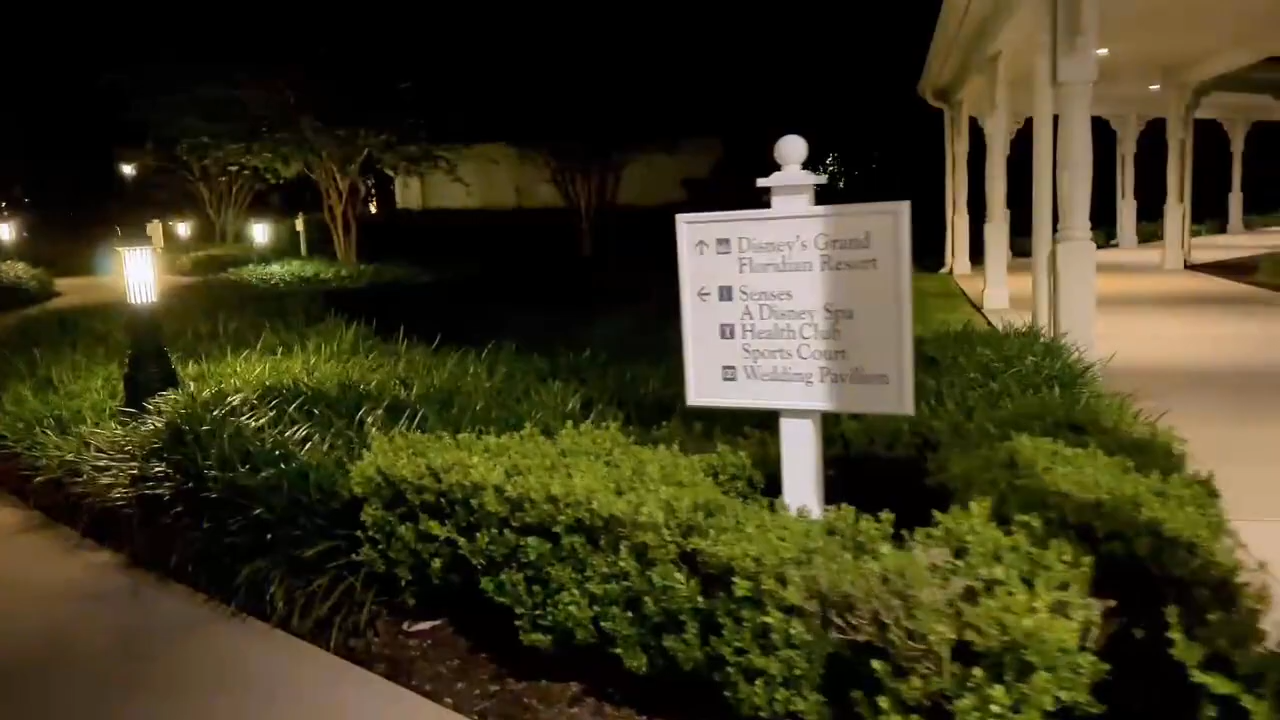 Disney's Grand
Floridian Resort
Senses
A Disney Spa
Health Club
Sports Court
Wedding Pavilion